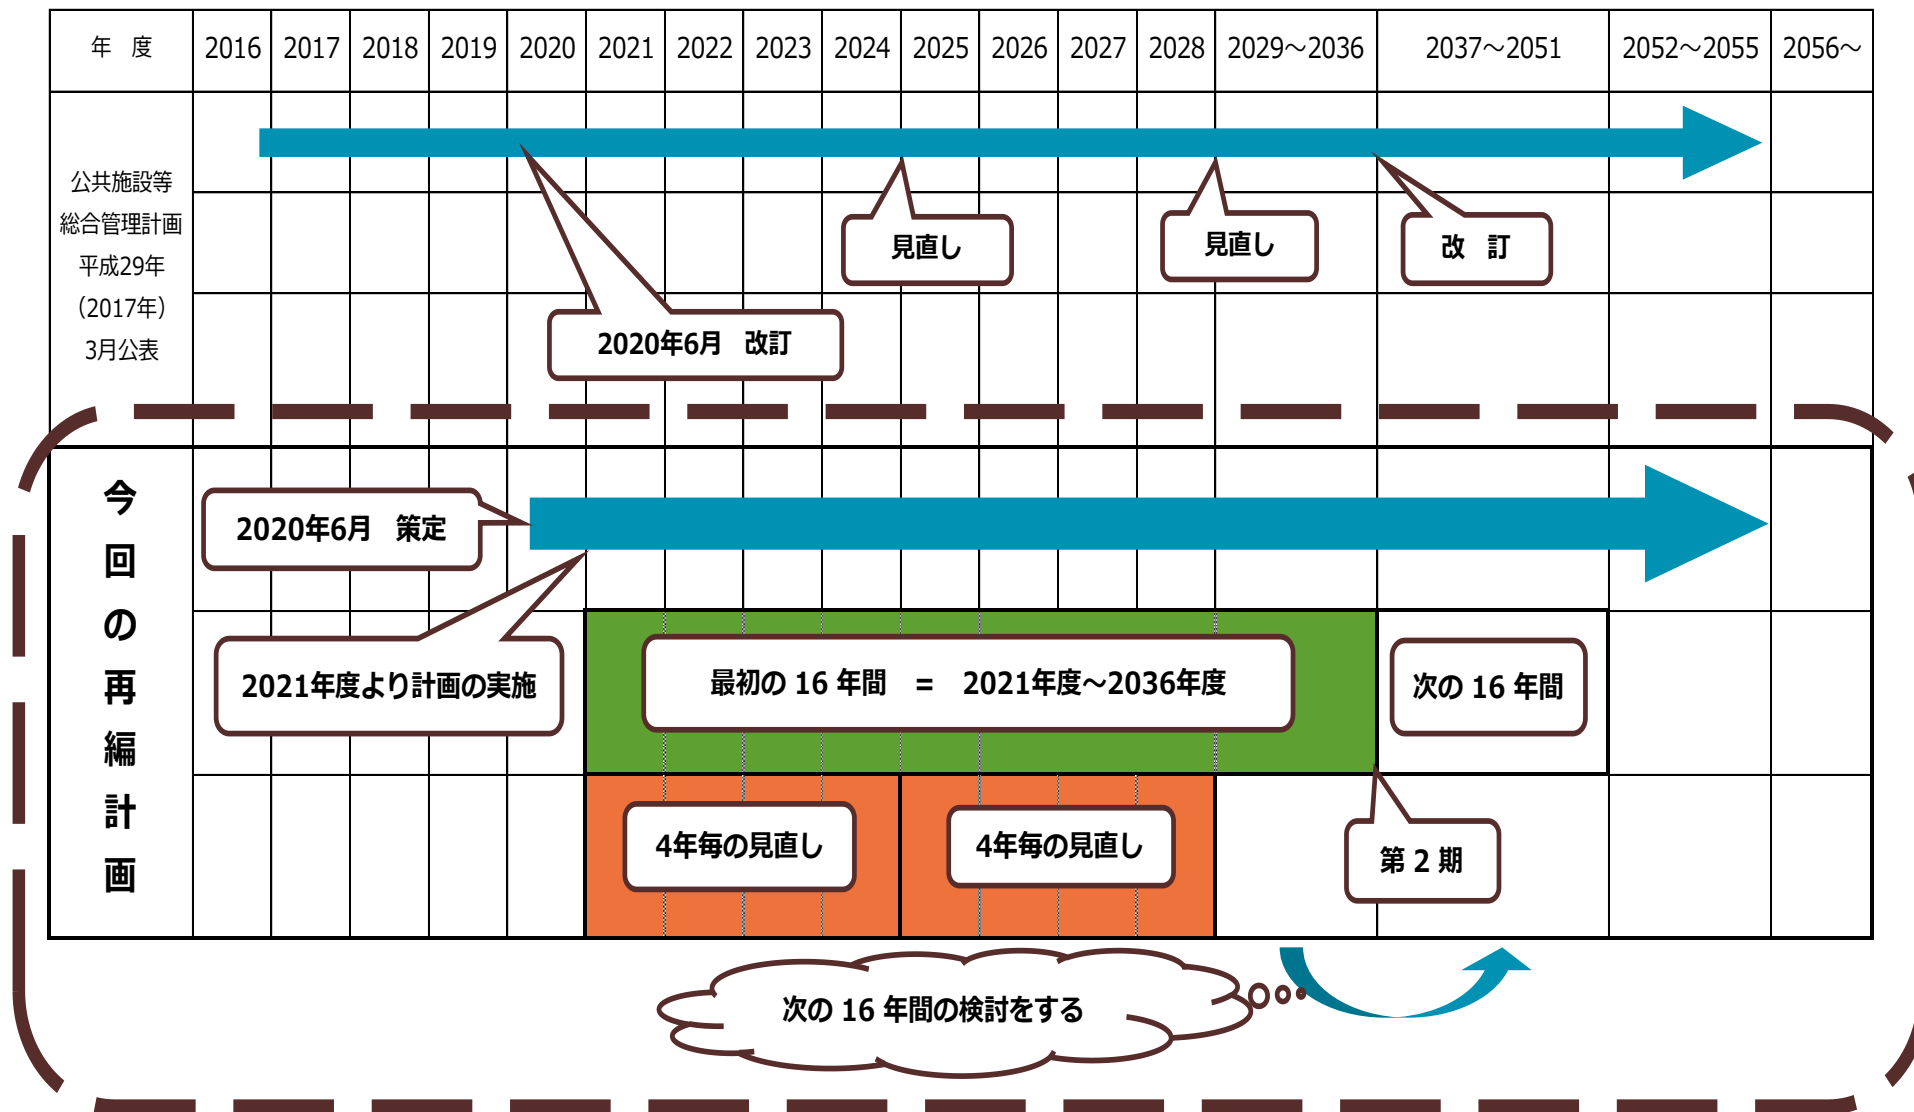 年 度 2016 2017 2018 2019 2020 2021 2022 2023 2024 2025 2026 2027 2028 2029～2036 2037～2051 2052～2055 2056～
公共施設等
総合管理計画
平成29年
（2017年）
3月公表
見直し
見直し
改 訂
2020年6月 改訂
今回の再編計画
2020年6月 策定
2021年度より計画の実施
最初の 16 年間 = 2021年度～2036年度
次の 16 年間
4年毎の見直し
4年毎の見直し
第 2 期
次の 16 年間の検討をする